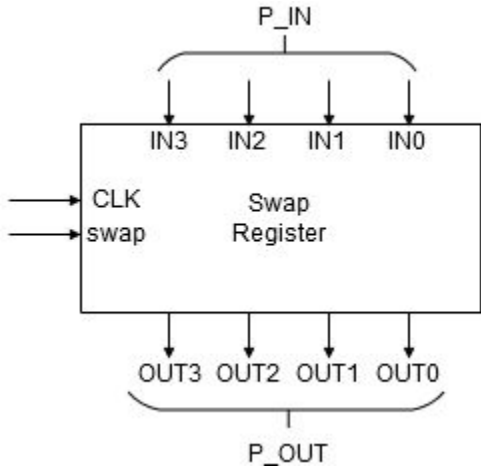 P_IN
IN3 IN2 IN1 IN0
CLK
swap
Swap
Register
OUT3 OUT2 OUT1 OUT0
P_OUT